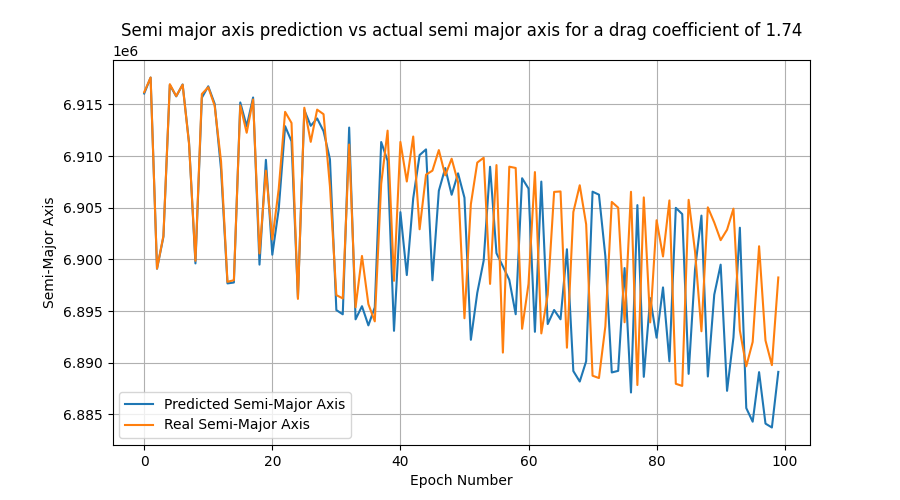 Semi major axis prediction vs actual semi major axis for a drag coefficient of 1.74
1e6
6.915
6.910
6.905
6.900
6.895
6.890
6.885
Semi-Major Axis
Predicted Semi-Major Axis
Real Semi-Major Axis
0 20 40 60 80 100
Epoch Number